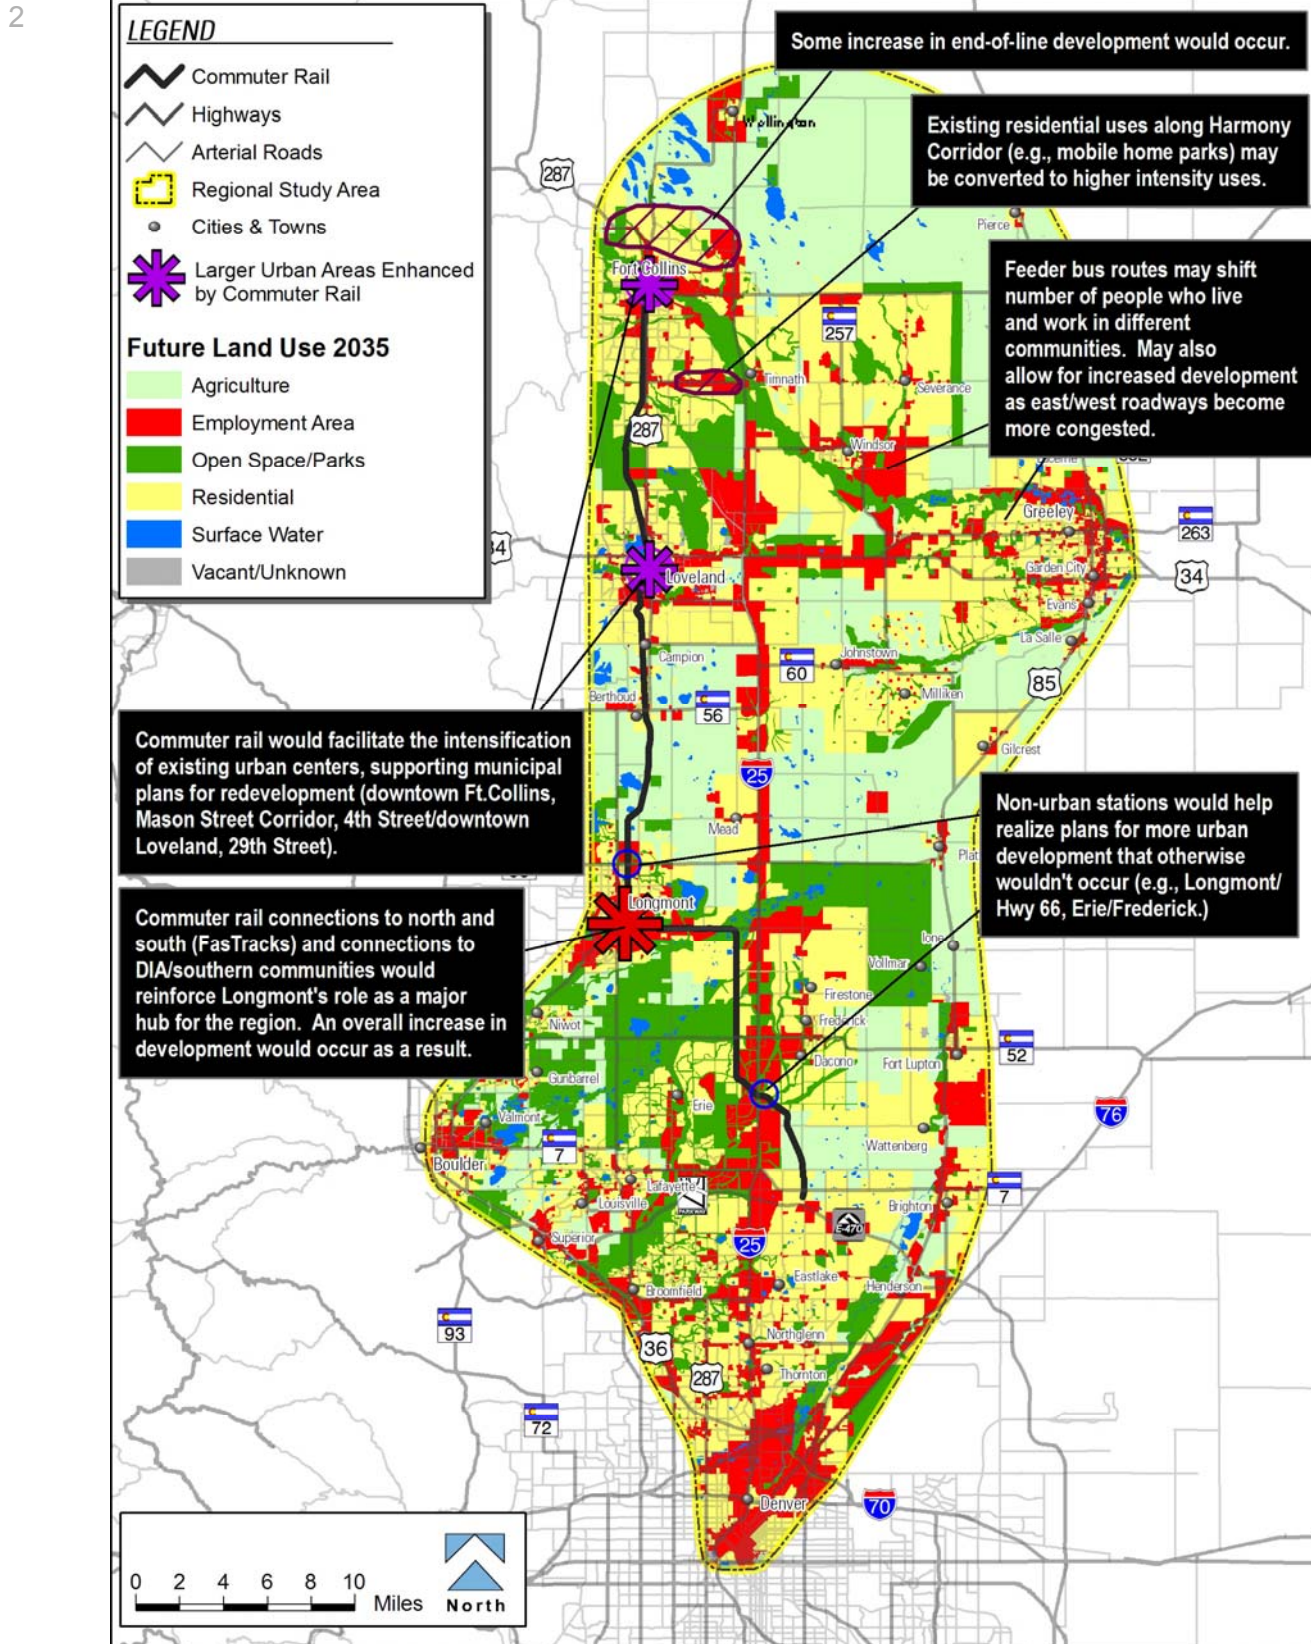 2
LEGEND
Commuter Rail
Highways
Arterial Roads
Regional Study Area
Cities & Towns
Larger Urban Areas Enhanced
by Commuter Rail
Future Land Use 2035
Agriculture
Employment Area
Open Space/Parks
Residential
Surface Water
Vacant/Unknown
Some increase in end-of-line development would occur.
Existing residential uses along Harmony
Corridor (e.g., mobile home parks) may
be converted to higher intensity uses.
Feeder bus routes may shift
number of people who live
and work in different
communities.  May also
allow for increased development
as east/west roadways become
more congested.
Commuter rail would facilitate the intensification
of existing urban centers, supporting municipal
plans for redevelopment (downtown Ft.Collins,
Mason Street Corridor, 4th Street/downtown
Loveland, 29th Street).
Non-urban stations would help
realize plans for more urban
development that otherwise
wouldn't occur (e.g., Longmont/
Hwy 66, Erie/Frederick.)
Commuter rail connections to north and
south (FasTracks) and connections to
DIA/southern communities would
reinforce Longmont's role as a major
hub for the region.  An overall increase in
development would occur as a result.
Wellington
287
Pierce
Fort Collins
257
Timnath
Severance
287
Windsor
Greeley
263
34
Loveland
Garden City
34
Evans
La Salle
Campion
60
Johnstown
85
Berthoud
56
Milliken
Gilcrest
25
Mead
Plat
Longmont
Ione
Vollmar
Firestone
Niwot
Frederick
Dacono
Fort Lupton
52
Gunbarrel
Erie
76
Valmont
7
Wattenberg
Boulder
Lafayette
7
Louisville
Brighton
PARKWAY
E-470
Superior
25
Eastlake
Henderson
Broomfield
93
36
Northglenn
287
Thornton
72
Denver
70
0 2 4 6 8 10
Miles
North